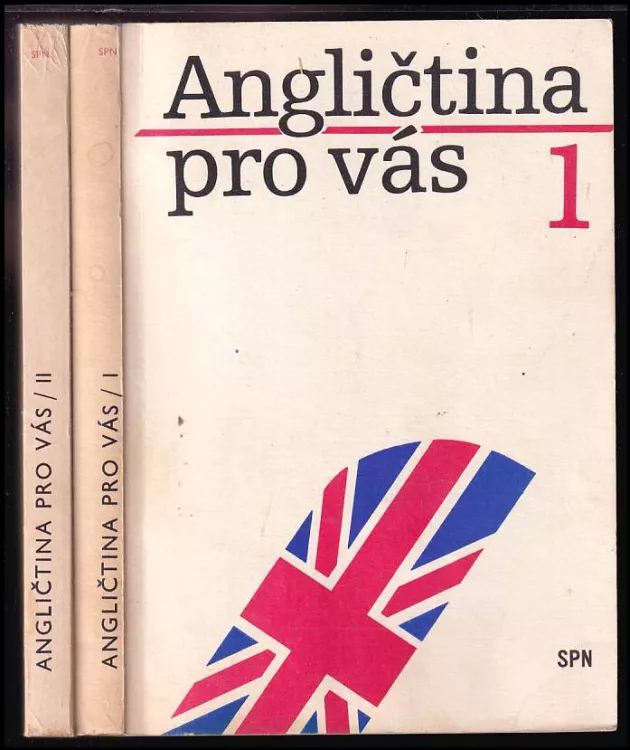 SPN
ANGLIČTINA PRO VÁS / II
SPN
ANGLIČTINA PRO VÁS / I
Angličtina
pro vás
1
SPN